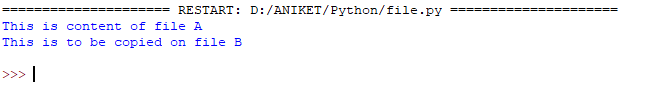 ===================== RESTART: D:/ANIKET/Python/file.py =====================
This is content of file A
This is to be copied on file B
>>>